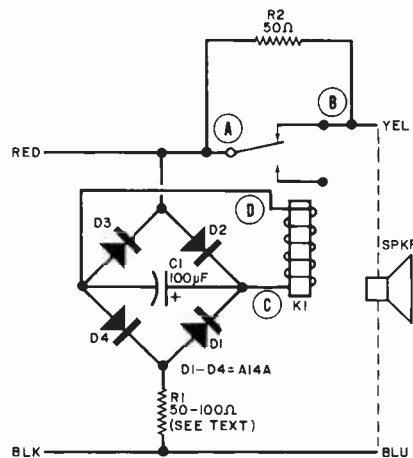 R2
50Ω
A
B
RED
YEL
D
D3
D2
C1
100µF
+
SPKR
C
K1
D4
D1
D1-D4=A14A
R1
50-100Ω
(SEE TEXT)
BLK
BLU